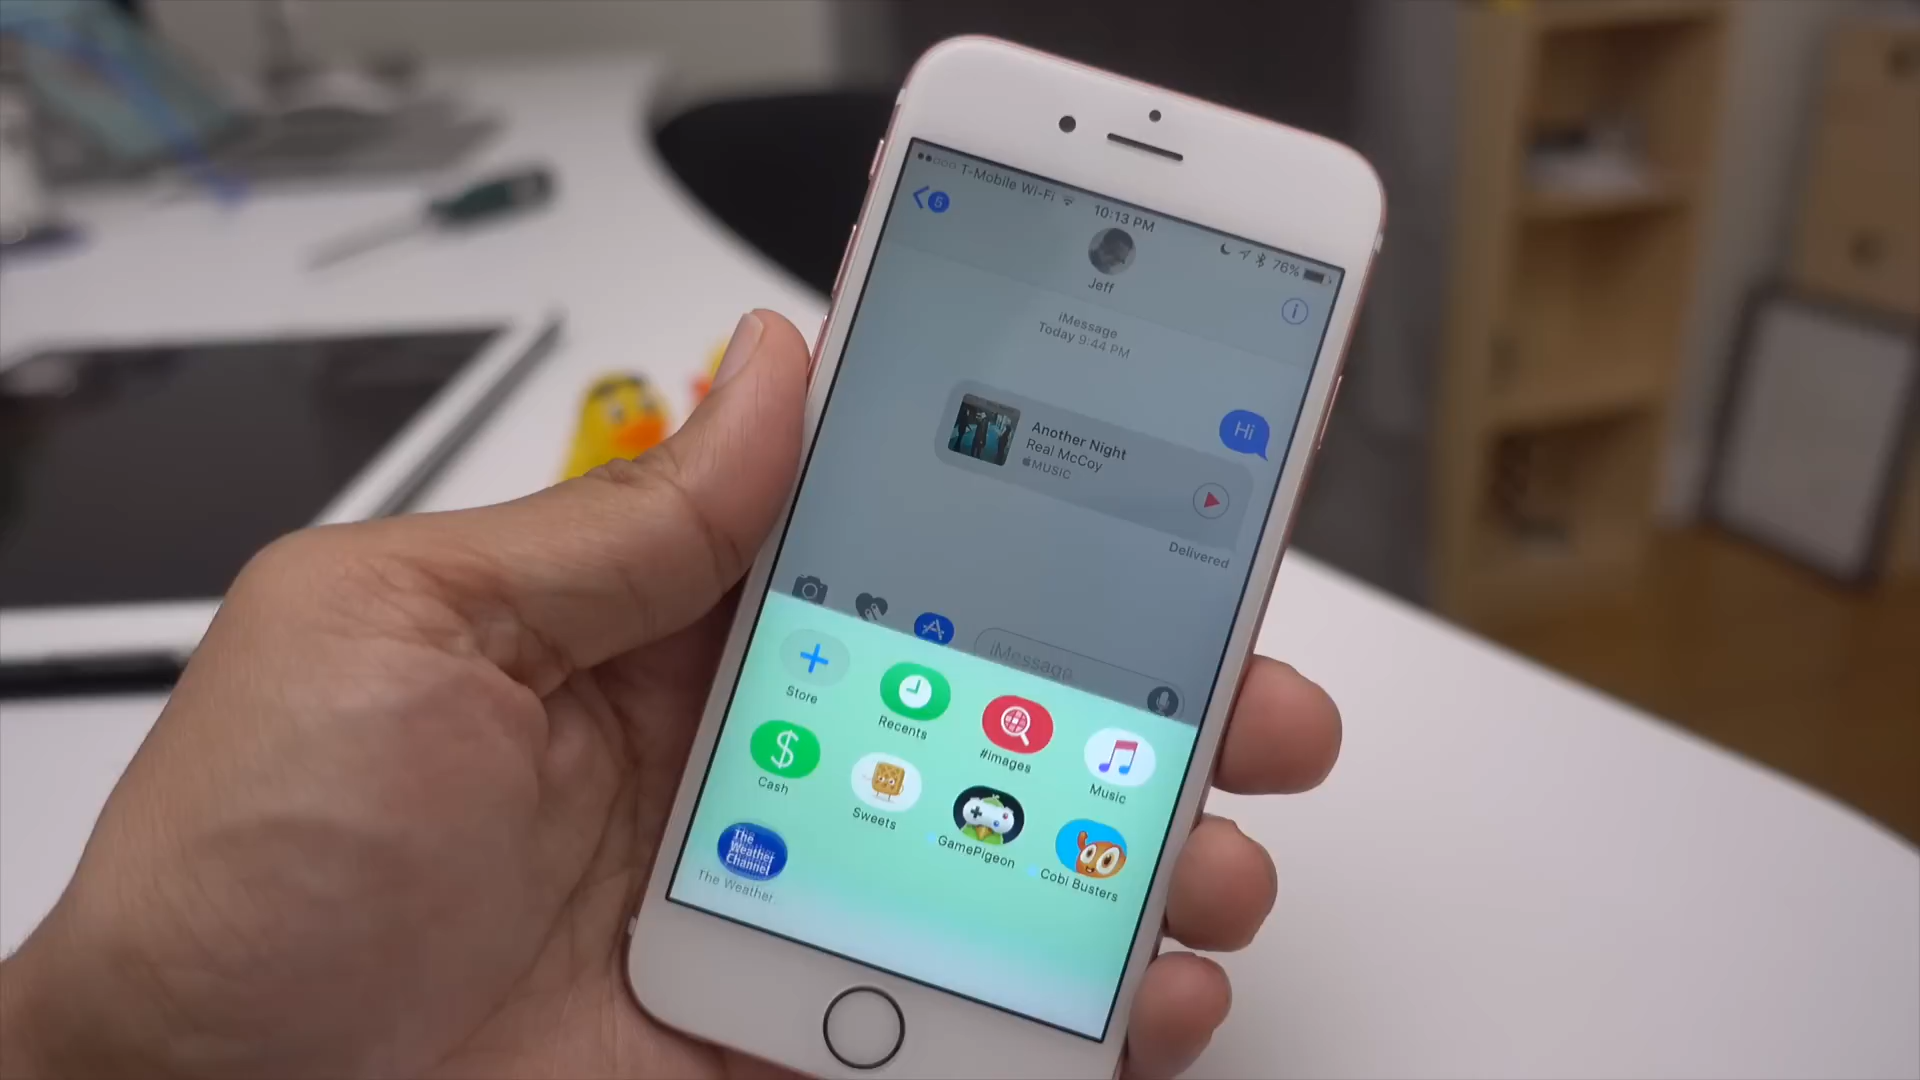 T-Mobile Wi-Fi
10:13 PM
76%
5
Jeff
iMessage
Today 9:44 PM
Hi
Another Night
Real McCoy
MUSIC
Delivered
iMessage
Store
Recents
#images
Music
Cash
Sweets
GamePigeon
Cobi Busters
The
Weather
Channel
The Weather